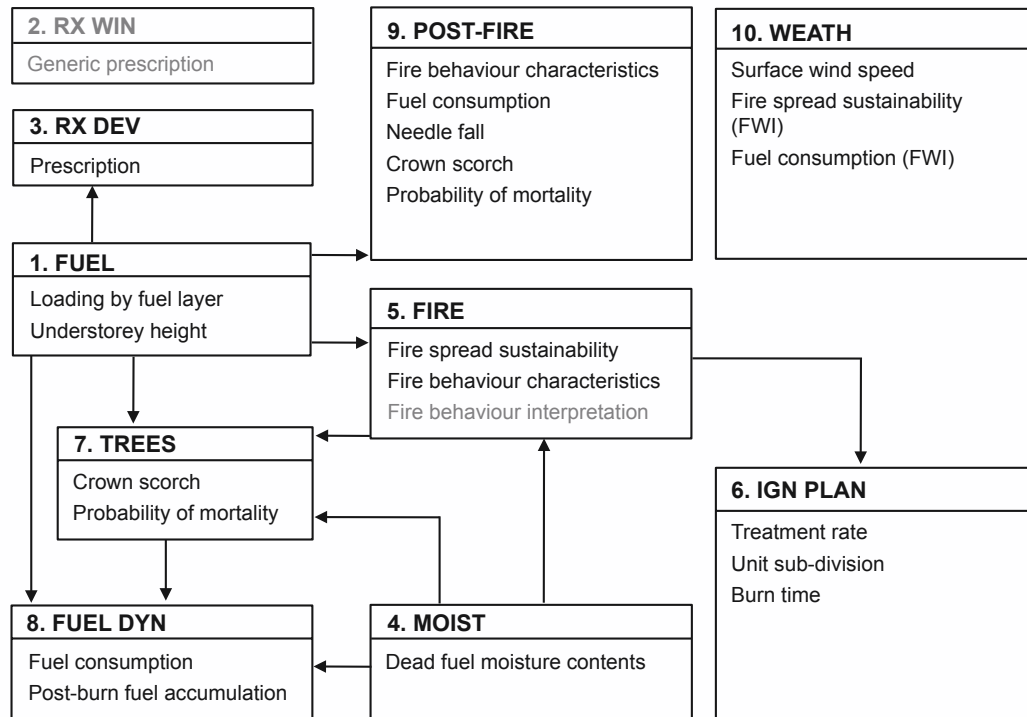 2. RX WIN
Generic prescription
3. RX DEV
Prescription
1. FUEL
Loading by fuel layer
Understorey height
7. TREES
Crown scorch
Probability of mortality
8. FUEL DYN
Fuel consumption
Post-burn fuel accumulation
9. POST-FIRE
Fire behaviour characteristics
Fuel consumption
Needle fall
Crown scorch
Probability of mortality
5. FIRE
Fire spread sustainability
Fire behaviour characteristics
Fire behaviour interpretation
4. MOIST
Dead fuel moisture contents
10. WEATH
Surface wind speed
Fire spread sustainability
(FWI)
Fuel consumption (FWI)
6. IGN PLAN
Treatment rate
Unit sub-division
Burn time